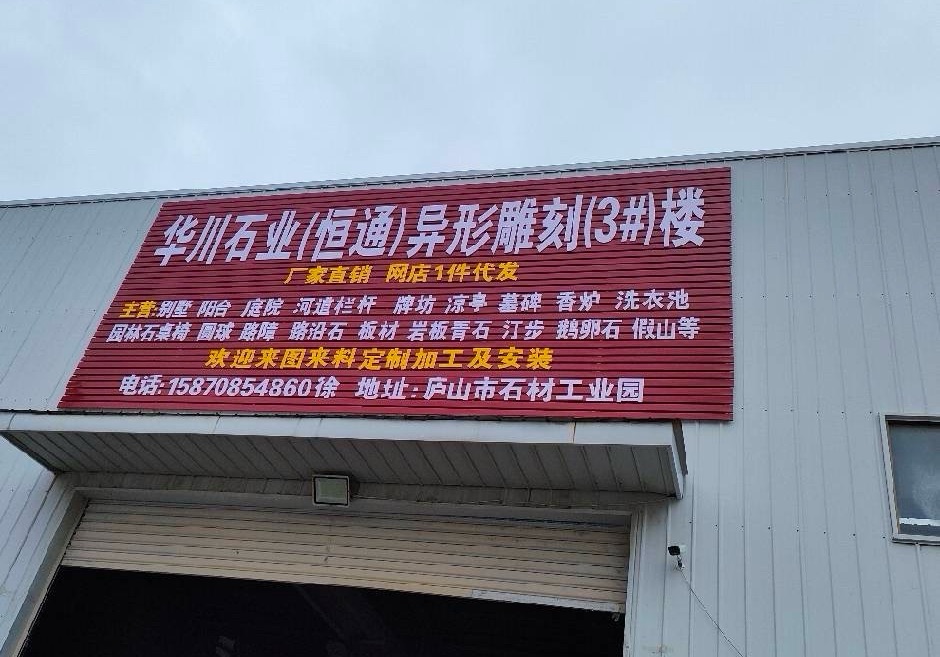 华川石业(恒通)异形雕刻(3#)楼
厂家直销 网店1件代发
主营:别墅 阳台 庭院 河道栏杆 牌坊 凉亭 墓碑 香炉 洗衣池
园林石桌椅 圆球 路障 路沿石 板材 岩板青石 汀步 鹅卵石 假山等
欢迎来图来料定制加工及安装
电话:15870854860徐 地址:庐山市石材工业园